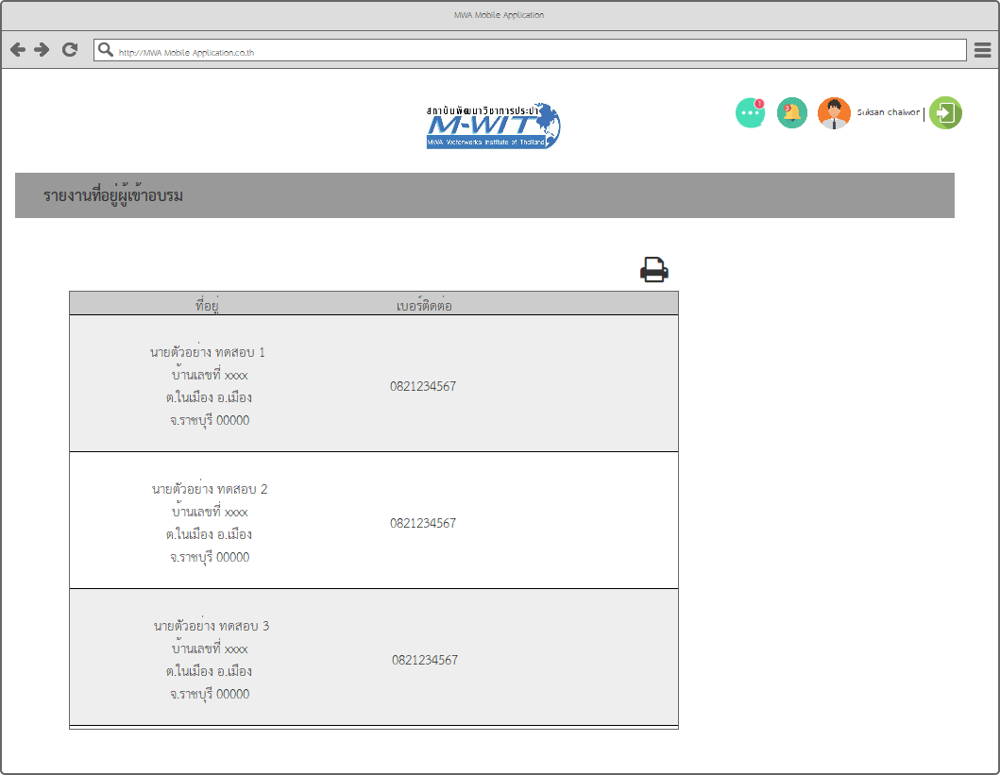 MWA Mobile Application
http://MWA Mobile Application.co.th
สถาบันพัฒนาวิชาการประปา
M-WIT
MWA Waterworks Institute of Thailand
1
3
Suksan chaiwor |
รายงานที่อยู่ผู้เข้าอบรม
ที่อยู่ เบอร์ติดต่อ
นายตัวอย่าง ทดสอบ 1
บ้านเลขที่ xxxx
ต.ในเมือง อ.เมือง
จ.ราชบุรี 00000
0821234567
นายตัวอย่าง ทดสอบ 2
บ้านเลขที่ xxxx
ต.ในเมือง อ.เมือง
จ.ราชบุรี 00000
0821234567
นายตัวอย่าง ทดสอบ 3
บ้านเลขที่ xxxx
ต.ในเมือง อ.เมือง
จ.ราชบุรี 00000
0821234567